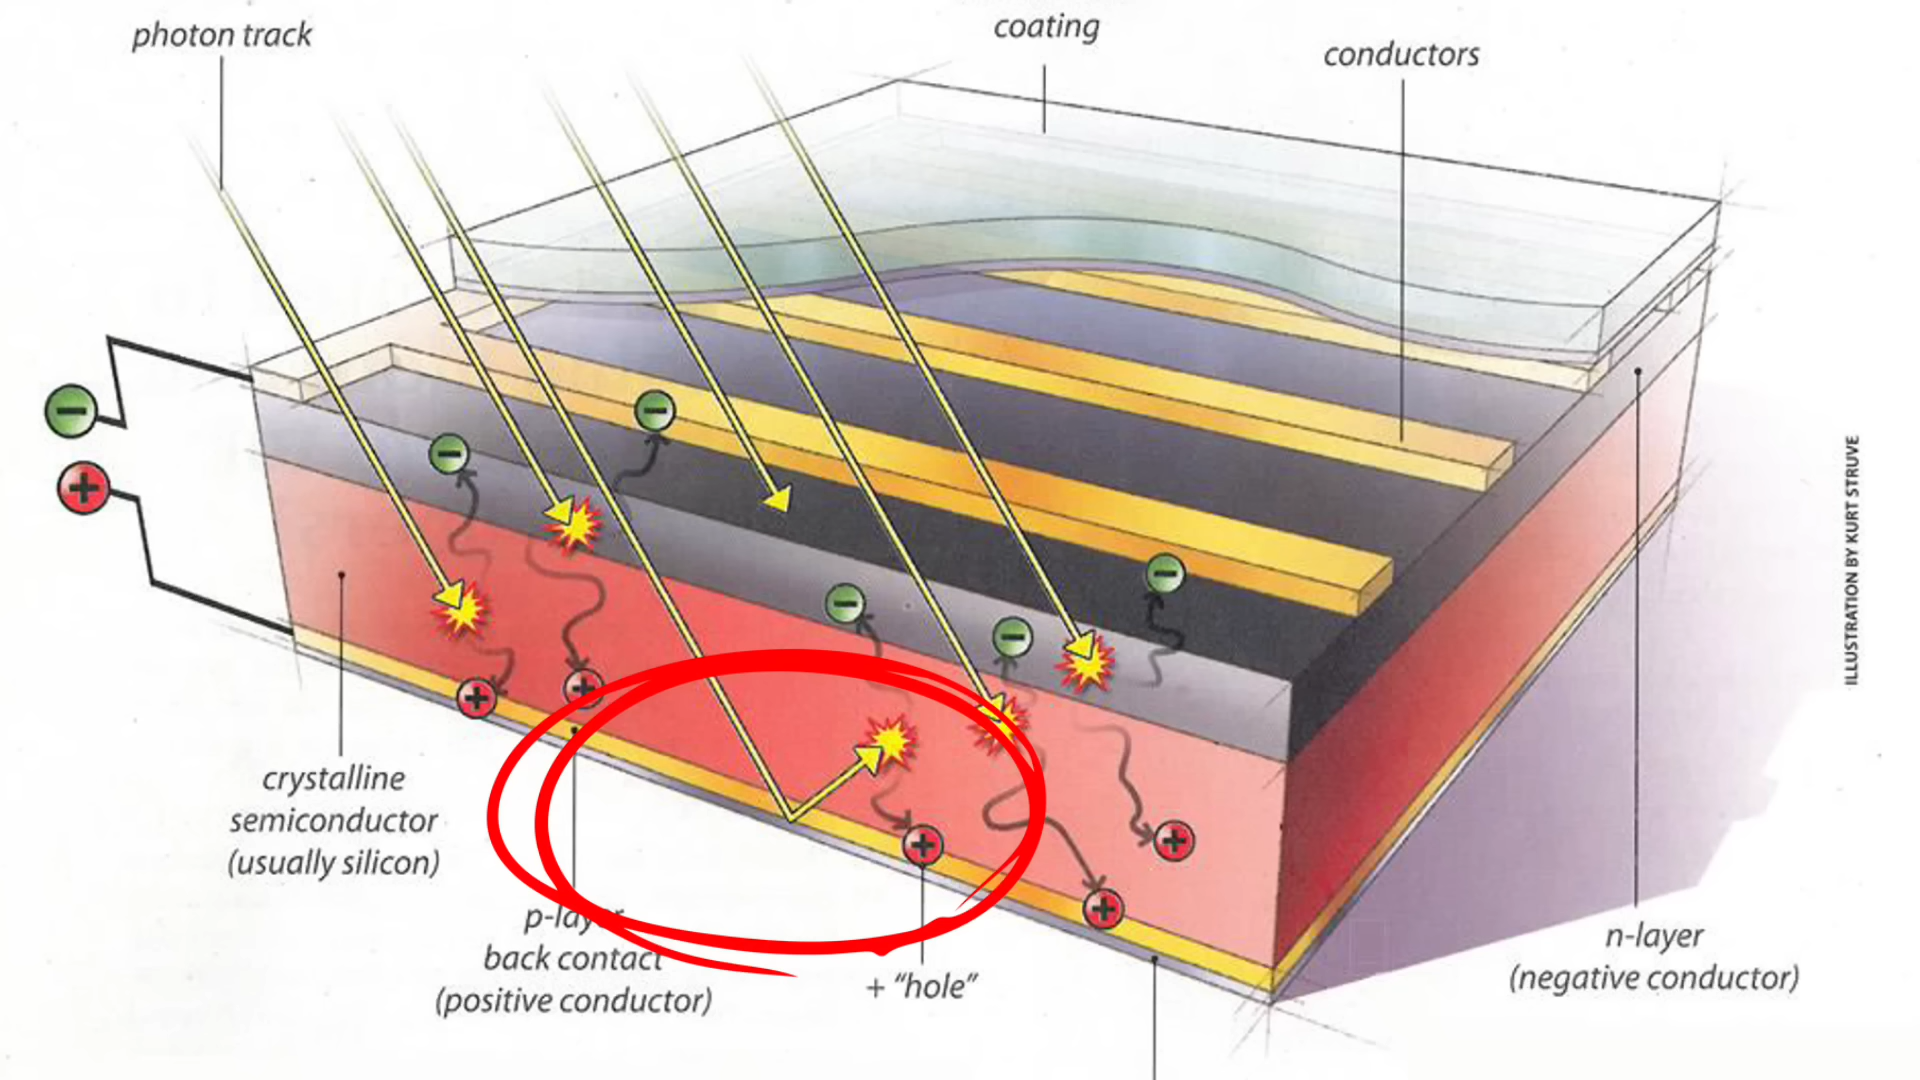 photon track
coating
conductors
ILLUSTRATION BY KURT STRUVE
crystalline
semiconductor
(usually silicon)
p-layer
back contact
(positive conductor)
+ "hole"
n-layer
(negative conductor)